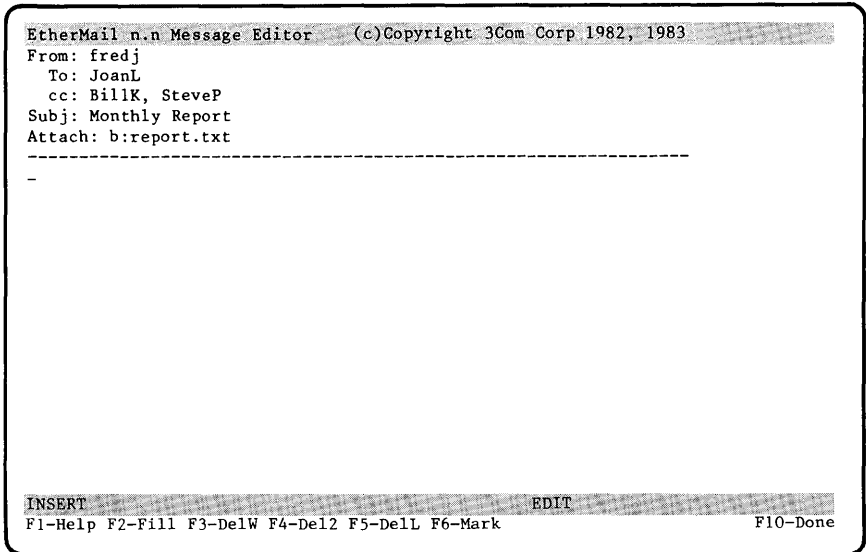 EtherMail n.n Message Editor (c)Copyright 3Com Corp 1982, 1983
From: fredj
To: JoanL
cc: BillK, SteveP
Subj: Monthly Report
Attach: b:report.txt
----------------------------------------------------------------
_
INSERT EDIT
F1-Help F2-Fill F3-DelW F4-Del2 F5-DelL F6-Mark F10-Done